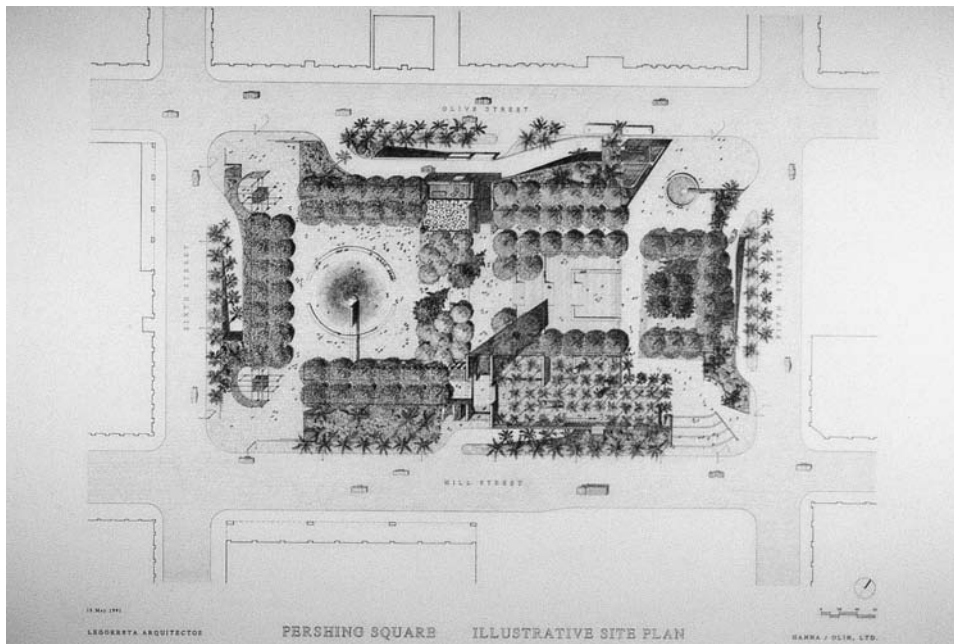 OLIVE STREET
SIXTH STREET
FIFTH STREET
HILL STREET
LEGORRETA ARQUITECTOS
PERSHING SQUARE ILLUSTRATIVE SITE PLAN
HANNA / OLIN, LTD.